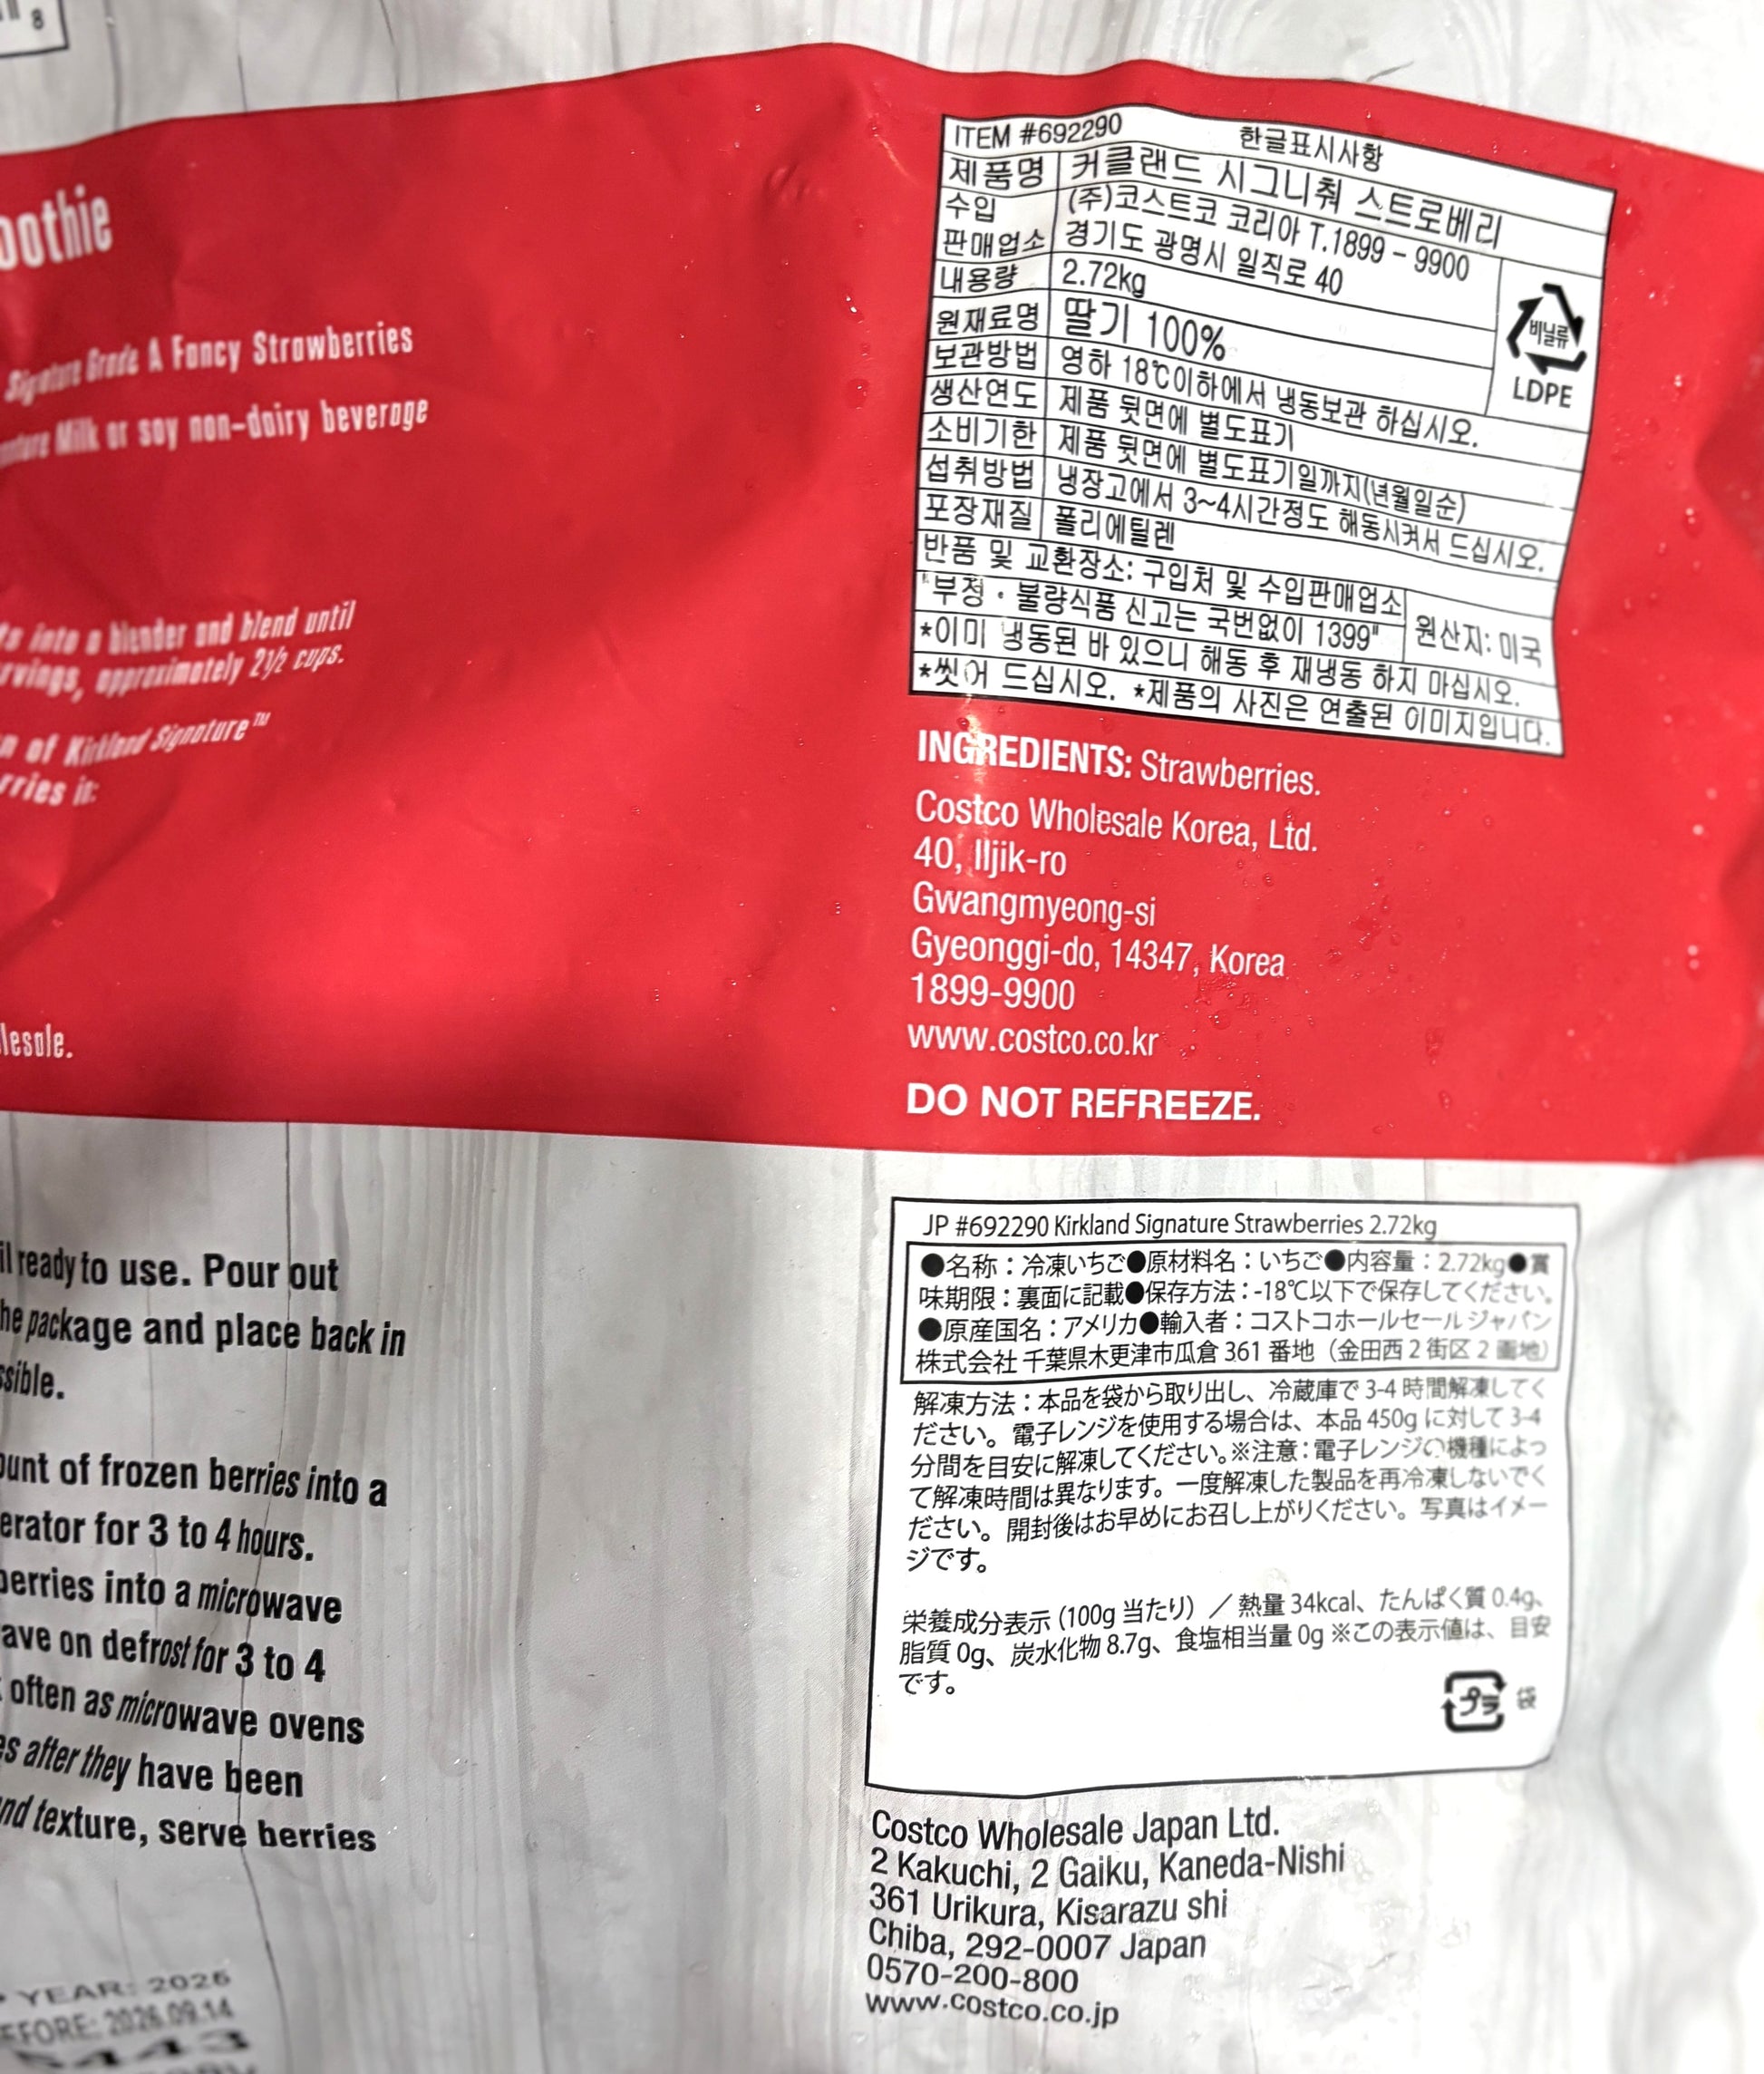 8
oothie
Signature Grade A Fancy Strawberries
Milk or soy non-dairy beverage
into a blender and blend until
rvings, approximately 2½ cups.
of Kirkland Signature™
rries in:
lesale.
ITEM #692290 한글표시사항
제품명 커클랜드 시그니춰 스트로베리
수입 (주)코스트코 코리아 T.1899 – 9900
판매업소 경기도 광명시 일직로 40
내용량 2.72kg
원재료명 딸기 100%
비닐류
LDPE
보관방법 영하 18℃이하에서 냉동보관 하십시오.
생산연도 제품 뒷면에 별도표기
소비기한 제품 뒷면에 별도표기일까지(년월일순)
섭취방법 냉장고에서 3~4시간정도 해동시켜서 드십시오.
포장재질 폴리에틸렌
반품 및 교환장소: 구입처 및 수입판매업소
"부정 · 불량식품 신고는 국번없이 1399" 원산지: 미국
*이미 냉동된 바 있으니 해동 후 재냉동 하지 마십시오.
*씻어 드십시오. *제품의 사진은 연출된 이미지입니다.
INGREDIENTS: Strawberries.
Costco Wholesale Korea, Ltd.
40, Iljik-ro
Gwangmyeong-si
Gyeonggi-do, 14347, Korea
1899-9900
www.costco.co.kr
DO NOT REFREEZE.
il ready to use. Pour out
he package and place back in
ssible.
ount of frozen berries into a
erator for 3 to 4 hours.
berries into a microwave
ave on defrost for 3 to 4
often as microwave ovens
es after they have been
nd texture, serve berries
YEAR: 2026
EFORE: 2026.09.14
5443
JP #692290 Kirkland Signature Strawberries 2.72kg
●名称：冷凍いちご●原材料名：いちご●内容量：2.72kg●賞
味期限：裏面に記載●保存方法：-18℃以下で保存してください。
●原産国名：アメリカ●輸入者：コストコホールセールジャパン
株式会社 千葉県木更津市瓜倉 361 番地（金田西 2 街区 2 画地）
解凍方法：本品を袋から取り出し、冷蔵庫で 3-4 時間解凍してく
ださい。電子レンジを使用する場合は、本品 450g に対して 3-4
分間を目安に解凍してください。※注意：電子レンジの機種によっ
て解凍時間は異なります。一度解凍した製品を再冷凍しないでく
ださい。開封後はお早めにお召し上がりください。写真はイメー
ジです。
栄養成分表示 (100g 当たり) ／熱量 34kcal、たんぱく質 0.4g、
脂質 0g、炭水化物 8.7g、食塩相当量 0g ※この表示値は、目安
です。
プラ 袋
Costco Wholesale Japan Ltd.
2 Kakuchi, 2 Gaiku, Kaneda-Nishi
361 Urikura, Kisarazu shi
Chiba, 292-0007 Japan
0570-200-800
www.costco.co.jp